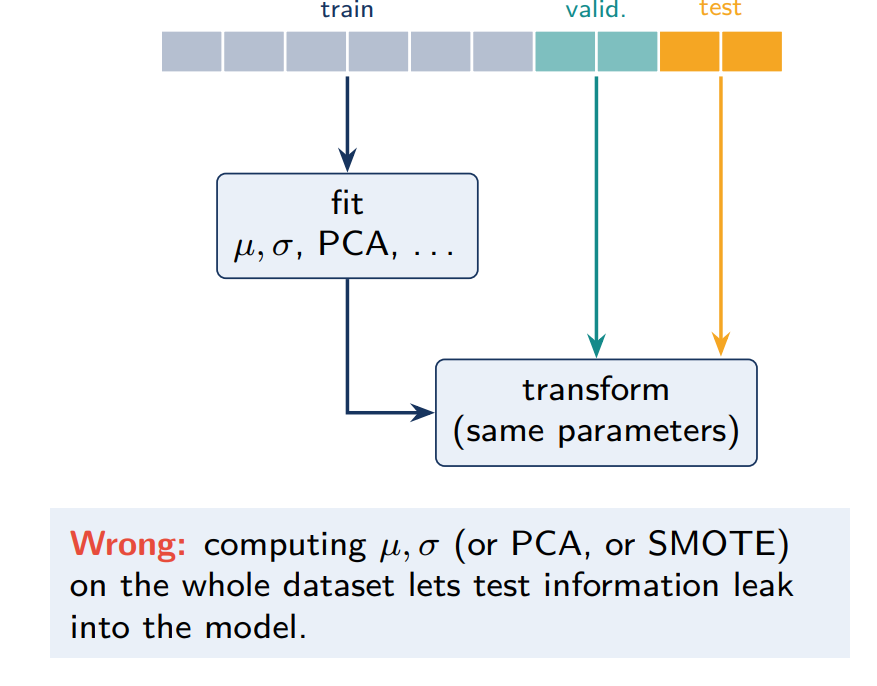 train valid. test
fit
μ, σ, PCA, ...
transform
(same parameters)
Wrong: computing μ, σ (or PCA, or SMOTE)
on the whole dataset lets test information leak
into the model.